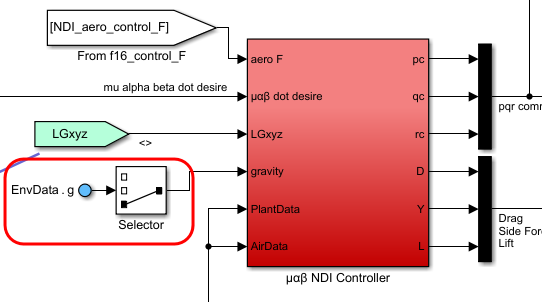 [NDI_aero_control_F]
From f16_control_F
mu alpha beta dot desire
LGxyz
<>
EnvData . g
Selector
aero F
μαβ dot desire
LGxyz
gravity
PlantData
AirData
pc
qc
rc
D
Y
L
μαβ NDI Controller
pqr comm
Drag
Side For
Lift